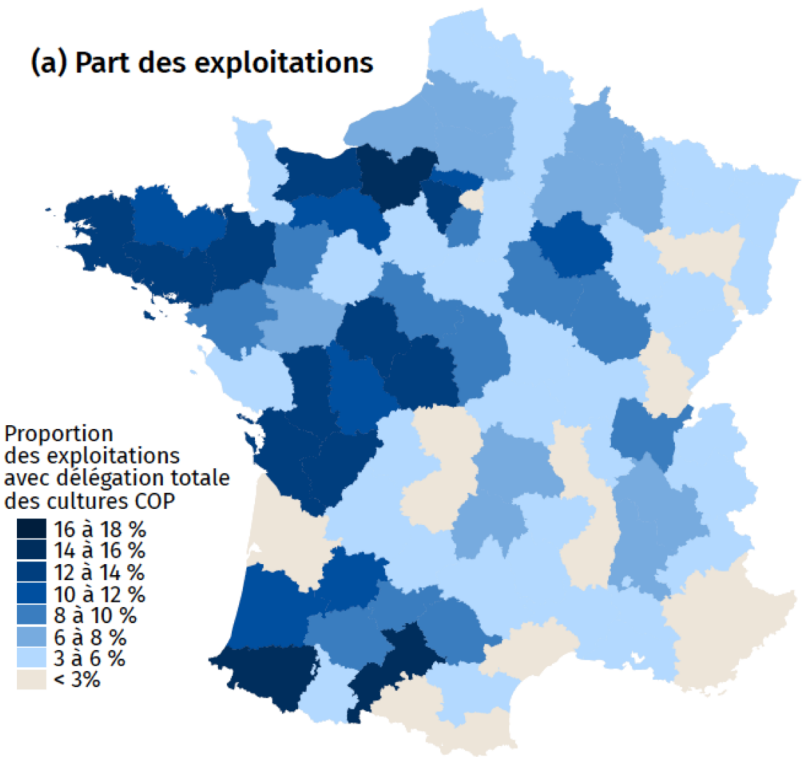 (a) Part des exploitations
Proportion
des exploitations
avec délégation totale
des cultures COP
16 à 18 %
14 à 16 %
12 à 14 %
10 à 12 %
8 à 10 %
6 à 8 %
3 à 6 %
< 3%